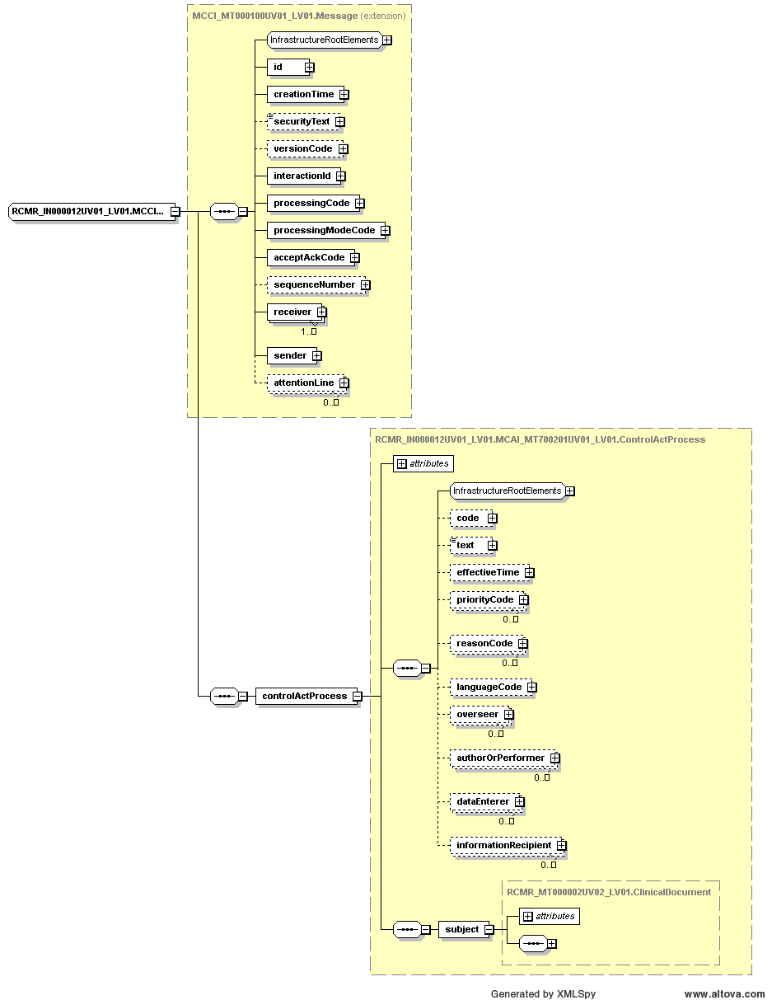 MCCI_MT000100UV01_LV01.Message (extension)
InfrastructureRootElements
id
creationTime
securityText
versionCode
interactionId
RCMR_IN000012UV01_LV01.MCCI...
processingCode
processingModeCode
acceptAckCode
sequenceNumber
receiver
1..
sender
attentionLine
0..
RCMR_IN000012UV01_LV01.MCAI_MT700201UV01_LV01.ControlActProcess
attributes
InfrastructureRootElements
code
text
effectiveTime
priorityCode
0..
reasonCode
0..
languageCode
controlActProcess
overseer
0..
authorOrPerformer
0..
dataEnterer
0..
informationRecipient
0..
RCMR_MT000002UV02_LV01.ClinicalDocument
attributes
subject
Generated by XMLSpy www.altova.com